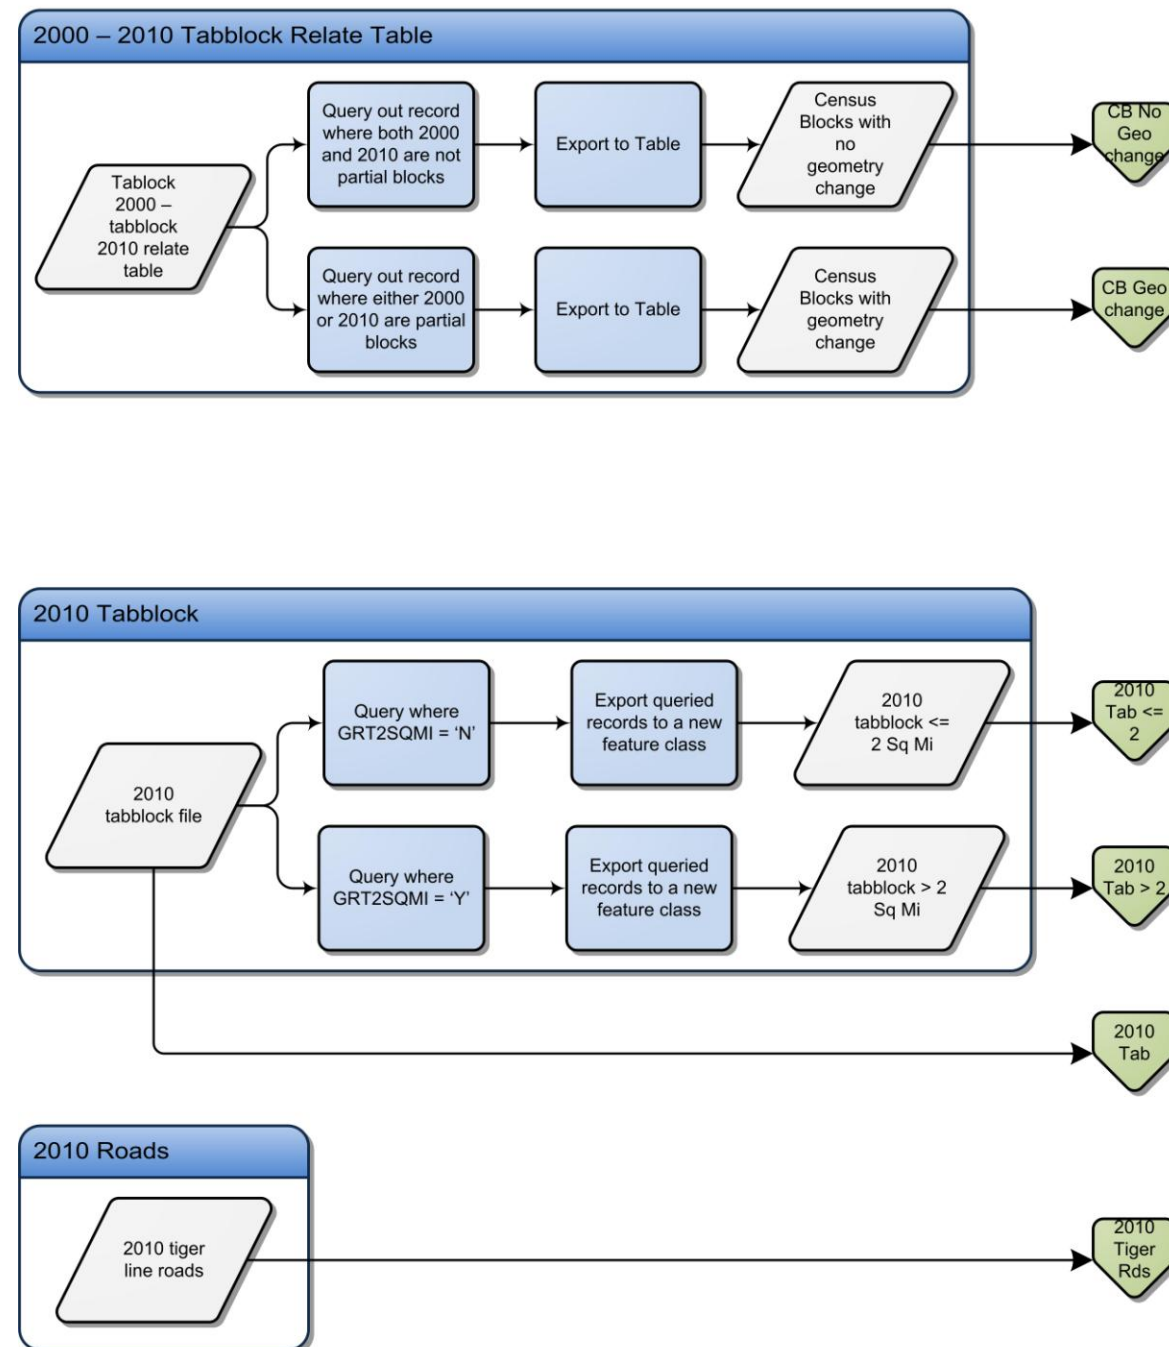 2000 – 2010 Tabblock Relate Table
Tablock
2000 –
tabblock
2010 relate
table
Query out record
where both 2000
and 2010 are not
partial blocks
Export to Table
Census
Blocks with
no
geometry
change
CB No
Geo
change
Query out record
where either 2000
or 2010 are partial
blocks
Export to Table
Census
Blocks with
geometry
change
CB Geo
change
2010 Tabblock
2010
tabblock file
Query where
GRT2SQMI = ‘N’
Export queried
records to a new
feature class
2010
tabblock <=
2 Sq Mi
2010
Tab <=
2
Query where
GRT2SQMI = ‘Y’
Export queried
records to a new
feature class
2010
tabblock > 2
Sq Mi
2010
Tab > 2
2010
Tab
2010 Roads
2010 tiger
line roads
2010
Tiger
Rds